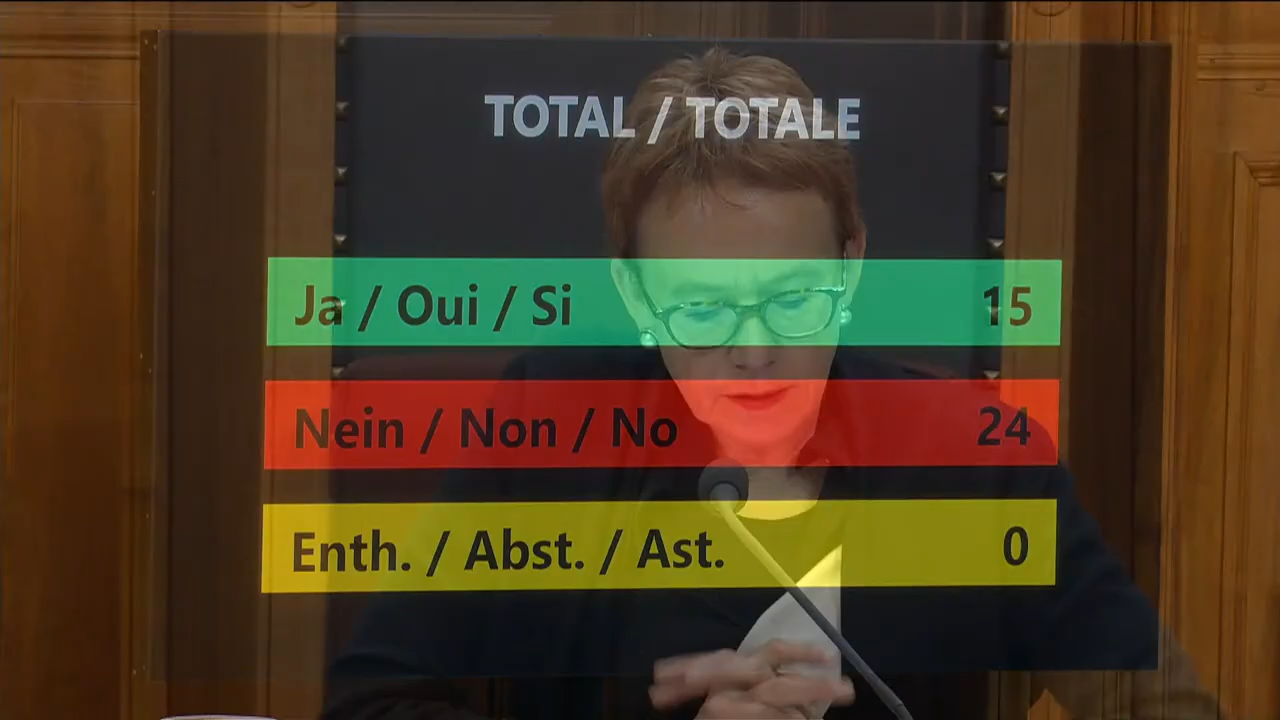 TOTAL / TOTALE
Ja / Oui / Si 15
Nein / Non / No 24
Enth. / Abst. / Ast. 0